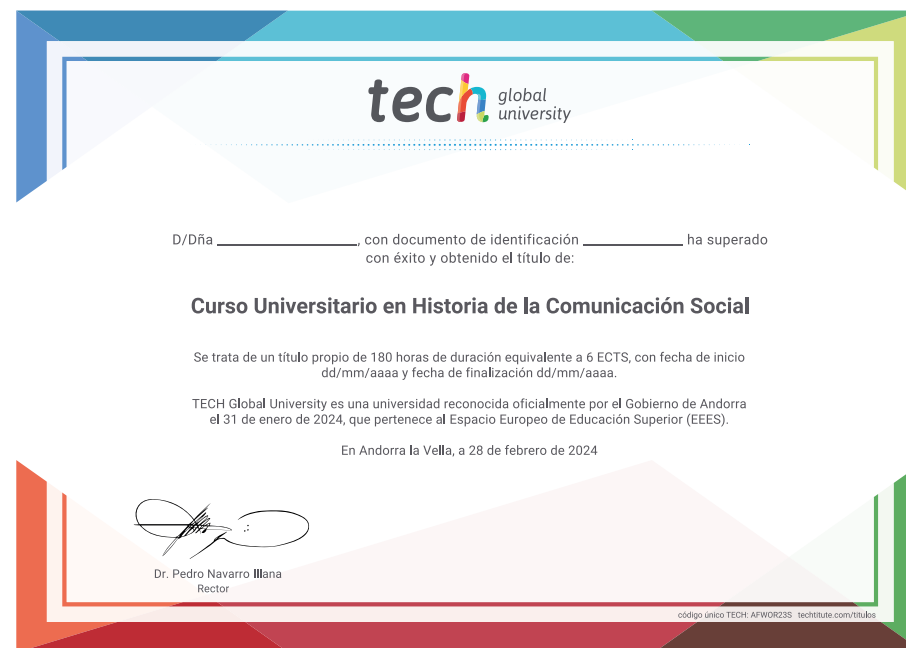 tech global university
D/Dña ______________, con documento de identificación __________ ha superado
con éxito y obtenido el título de:
Curso Universitario en Historia de la Comunicación Social
Se trata de un título propio de 180 horas de duración equivalente a 6 ECTS, con fecha de inicio
dd/mm/aaaa y fecha de finalización dd/mm/aaaa.
TECH Global University es una universidad reconocida oficialmente por el Gobierno de Andorra
el 31 de enero de 2024, que pertenece al Espacio Europeo de Educación Superior (EEES).
En Andorra la Vella, a 28 de febrero de 2024
Dr. Pedro Navarro Illana
Rector
código único TECH: AFWOR23S techtitute.com/titulos